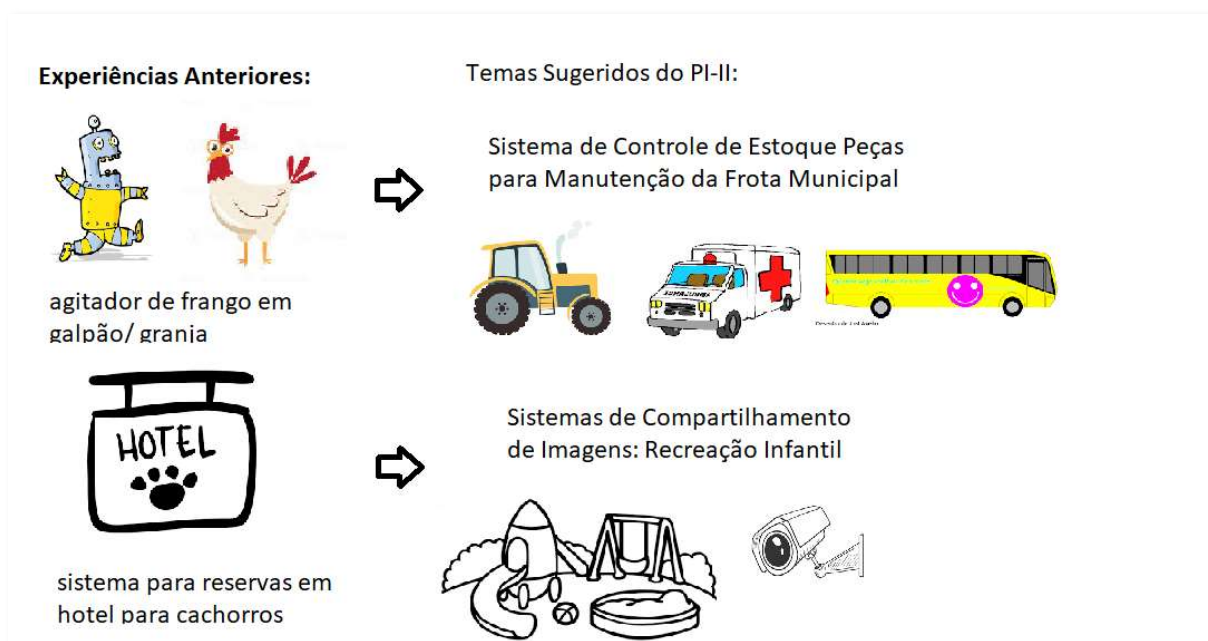 Experiências Anteriores:
agitador de frango em
galpão/ granja
HOTEL
sistema para reservas em
hotel para cachorros
Temas Sugeridos do PI-II:
Sistema de Controle de Estoque Peças
para Manutenção da Frota Municipal
Sistemas de Compartilhamento
de Imagens: Recreação Infantil